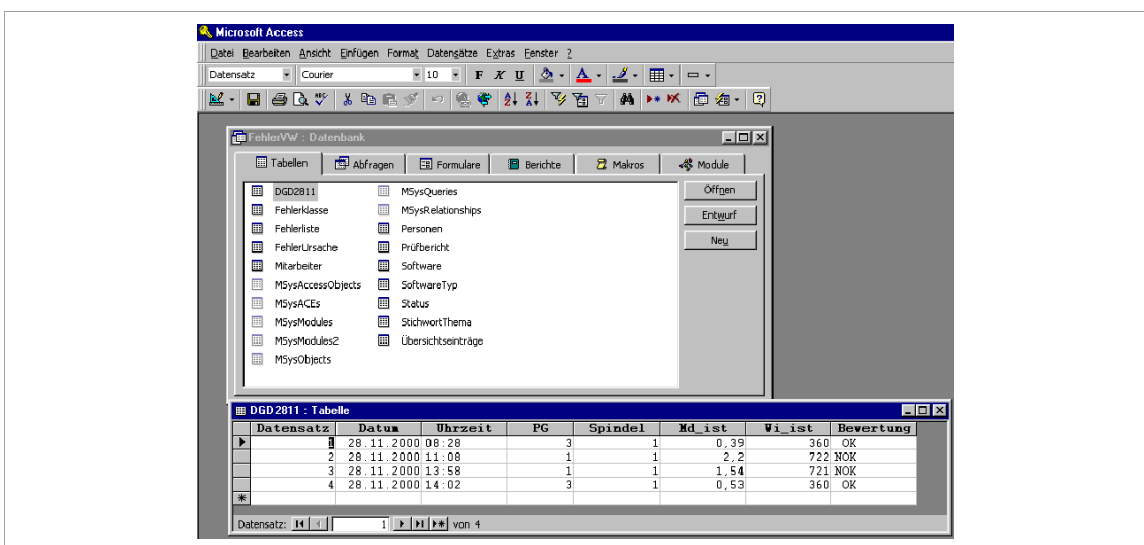 Microsoft Access
Datei Bearbeiten Ansicht Einfügen Format Datensätze Extras Fenster ?
Datensatz Courier 10 F K U
FehlerVW : Datenbank
Tabellen Abfragen Formulare Berichte Makros Module
DGD2811 MSysQueries Öffnen
Fehlerklasse MSysRelationships Entwurf
Fehlerliste Personen
FehlerUrsache Prüfbericht Neu
Mitarbeiter Software
MSysAccessObjects SoftwareTyp
MSysACEs Status
MSysModules StichwortThema
MSysModules2 Übersichtseinträge
MSysObjects
DGD2811 : Tabelle
Datensatz Datum Uhrzeit PG Spindel Md_ist Wi_ist Bewertung
1 28.11.2000 08:28 3 1 0,39 360 OK
2 28.11.2000 11:08 1 1 2,2 722 NOK
3 28.11.2000 13:58 1 1 1,54 721 NOK
4 28.11.2000 14:02 3 1 0,53 360 OK
Datensatz: 1 von 4